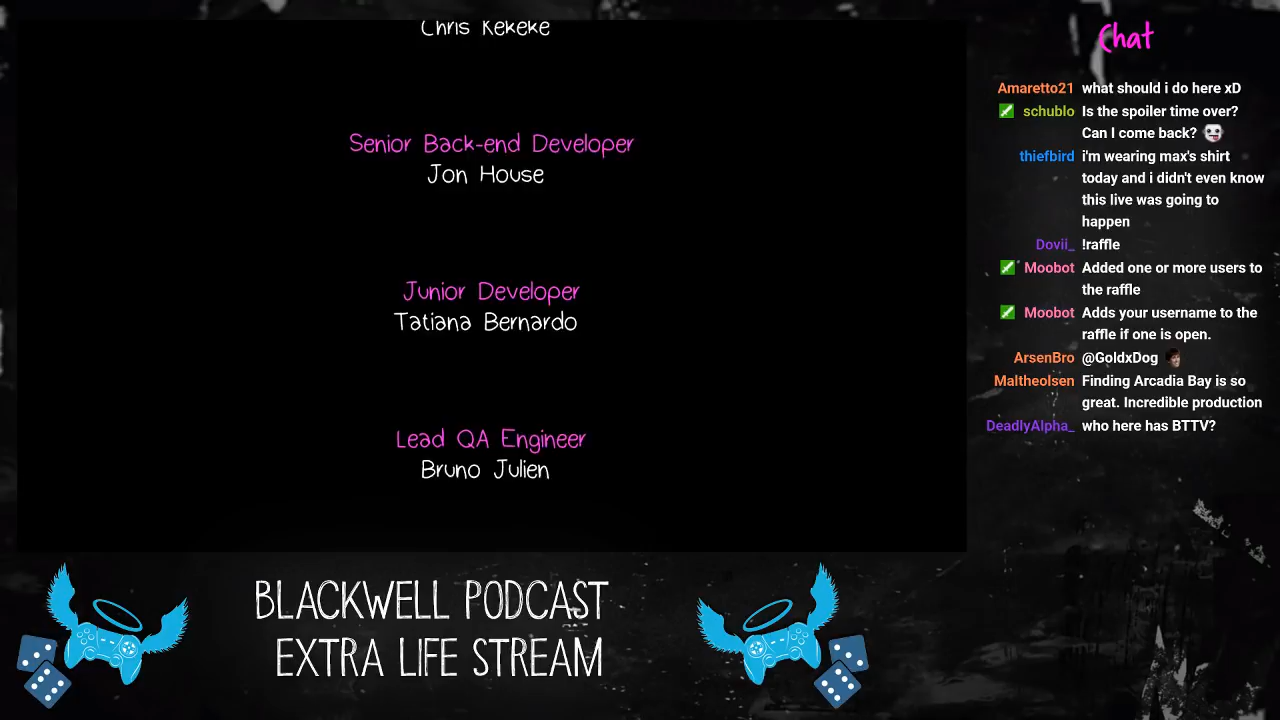 Chris Kekeke
Senior Back-end Developer
Jon House
Junior Developer
Tatiana Bernardo
Lead QA Engineer
Bruno Julien
BLACKWELL PODCAST
EXTRA LIFE STREAM
Chat
Amaretto21 what should i do here xD
schublo Is the spoiler time over?
Can I come back?
thiefbird i'm wearing max's shirt
today and i didn't even know
this live was going to
happen
Dovii_ !raffle
Moobot Added one or more users to
the raffle
Moobot Adds your username to the
raffle if one is open.
ArsenBro @GoldxDog
Maltheolsen Finding Arcadia Bay is so
great. Incredible production
DeadlyAlpha_ who here has BTTV?